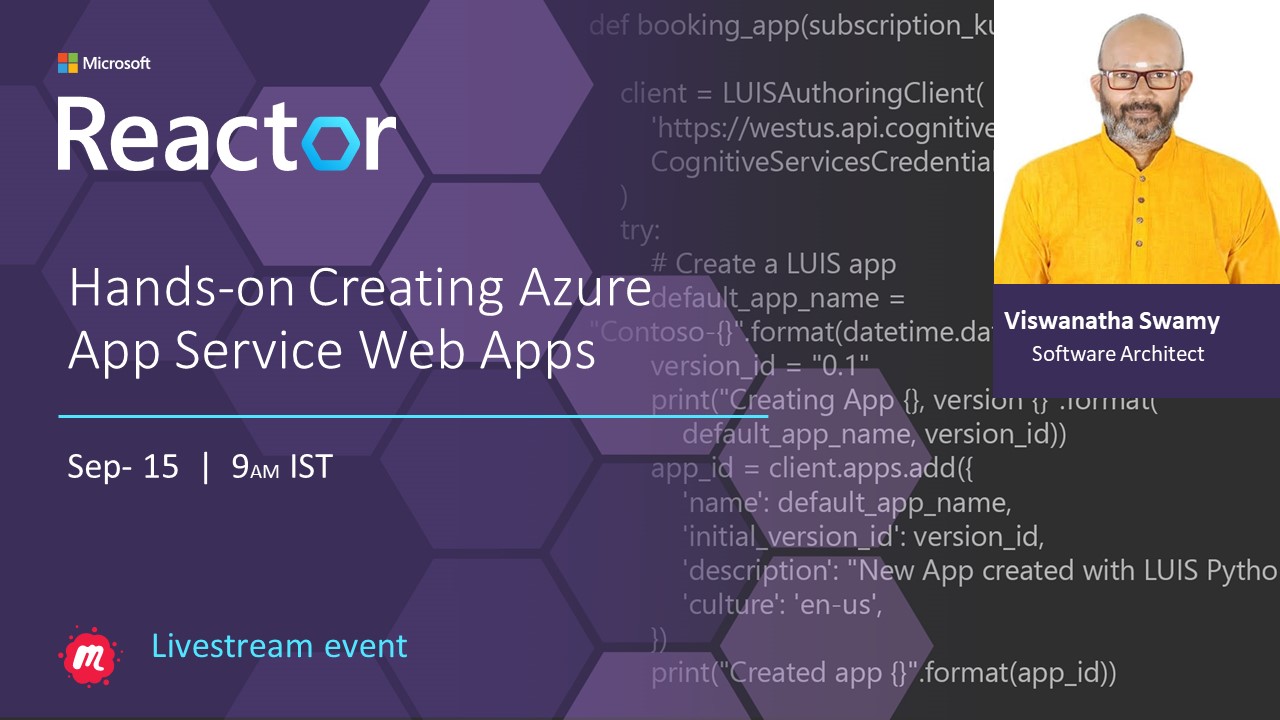 Microsoft
Reactor
Hands-on Creating Azure
App Service Web Apps
Sep- 15 | 9AM IST
Livestream event
def booking_app(subscription_
client = LUISAuthoringClient(
'https://westus.api.cognitive
CognitiveServicesCredential
)
try:
# Create a LUIS app
default_app_name =
"Contoso-{}".format(datetime.dat
version_id = "0.1"
print("Creating App {}, version {}".format(
default_app_name, version_id))
app_id = client.apps.add({
'name': default_app_name,
'initial_version_id': version_id,
'description': "New App created with LUIS Pytho
'culture': 'en-us',
})
print("Created app {}".format(app_id))
Viswanatha Swamy
Software Architect
m